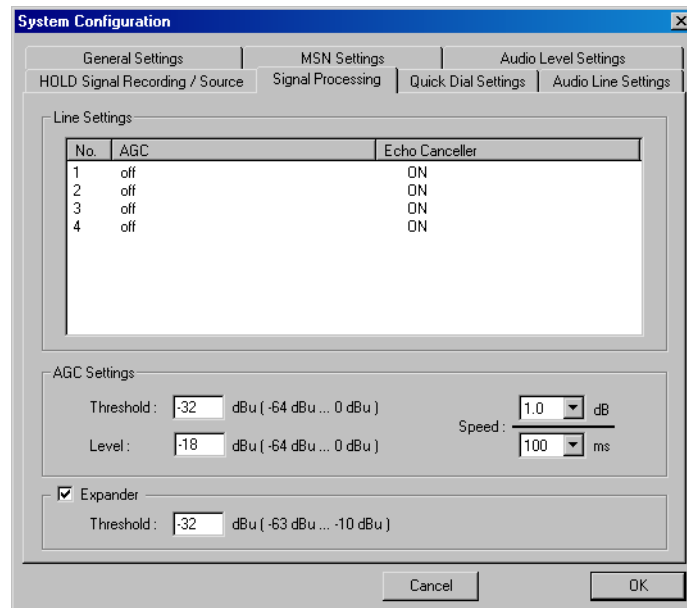 System Configuration
General Settings MSN Settings Audio Level Settings
HOLD Signal Recording / Source Signal Processing Quick Dial Settings Audio Line Settings
Line Settings
No. AGC Echo Canceller
1 off ON
2 off ON
3 off ON
4 off ON
AGC Settings
Threshold : -32 dBu ( -64 dBu ... 0 dBu )
Level : -18 dBu ( -64 dBu ... 0 dBu )
Speed : 1.0 dB
100 ms
Expander
Threshold : -32 dBu ( -63 dBu ... -10 dBu )
Cancel OK